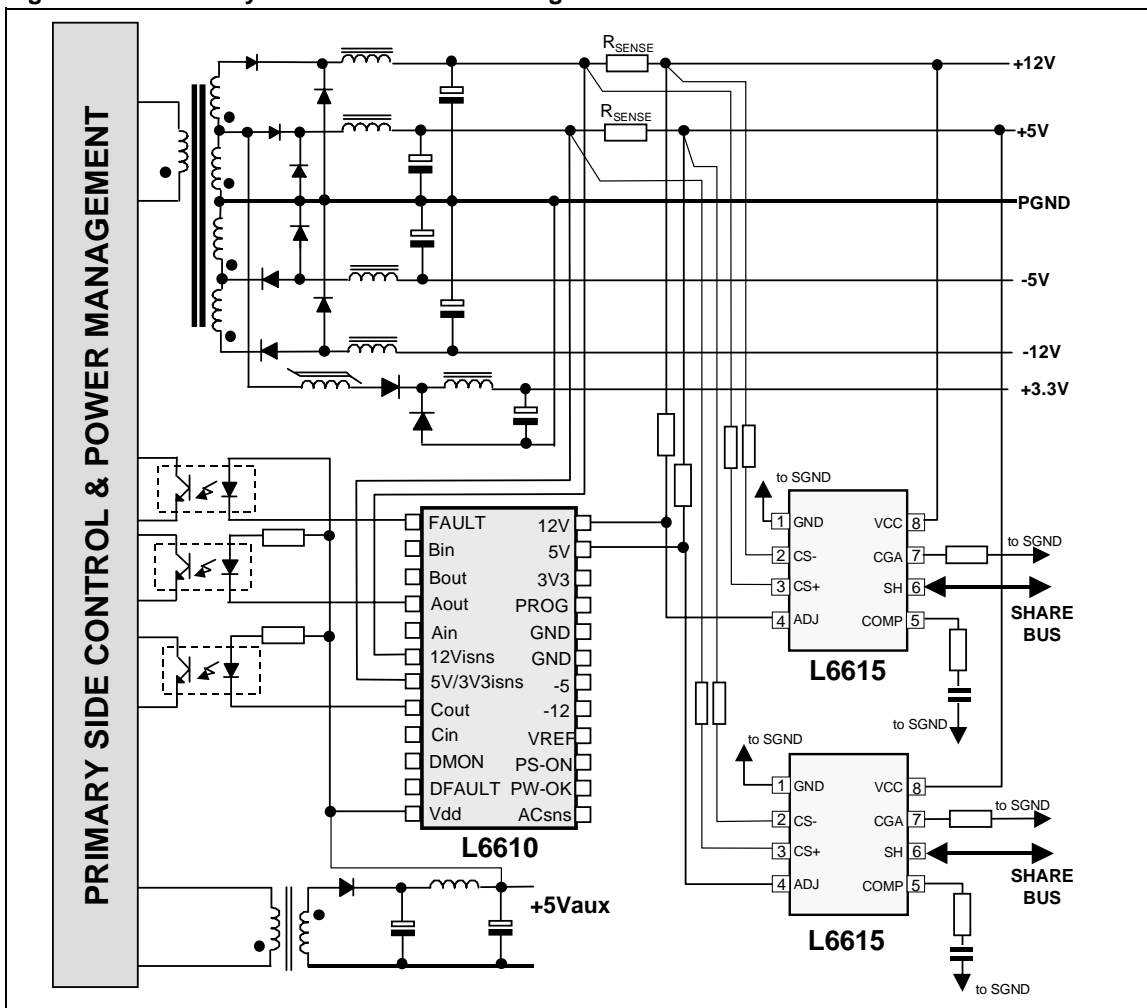 PRIMARY SIDE CONTROL & POWER MANAGEMENT
RSENSE
+12V
RSENSE
+5V
PGND
-5V
-12V
+3.3V
FAULT
Bin
Bout
Aout
Ain
12Visns
5V/3V3isns
Cout
Cin
DMON
DFAULT
Vdd
12V
5V
3V3
PROG
GND
GND
-5
-12
VREF
PS-ON
PW-OK
ACsns
L6610
to SGND
1 GND
2 CS-
3 CS+
4 ADJ
VCC 8
CGA 7
SH 6
COMP 5
to SGND
SHARE
BUS
L6615
to SGND
to SGND
1 GND
2 CS-
3 CS+
4 ADJ
VCC 8
CGA 7
SH 6
COMP 5
to SGND
SHARE
BUS
L6615
to SGND
+5Vaux